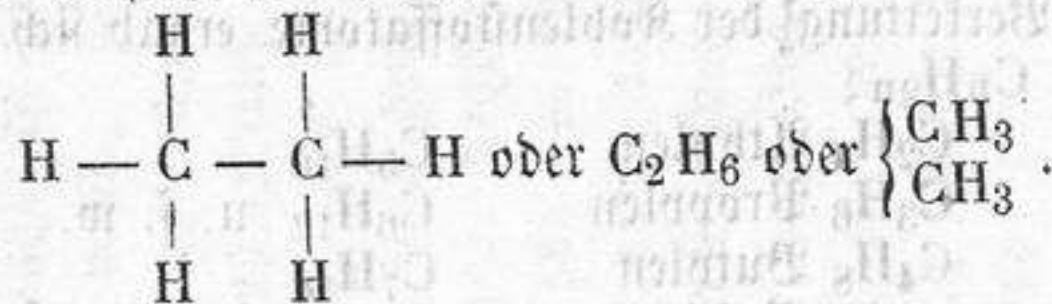 H H
H — C — C — H oder C₂H₆ oder {CH₃
CH₃ .
H H